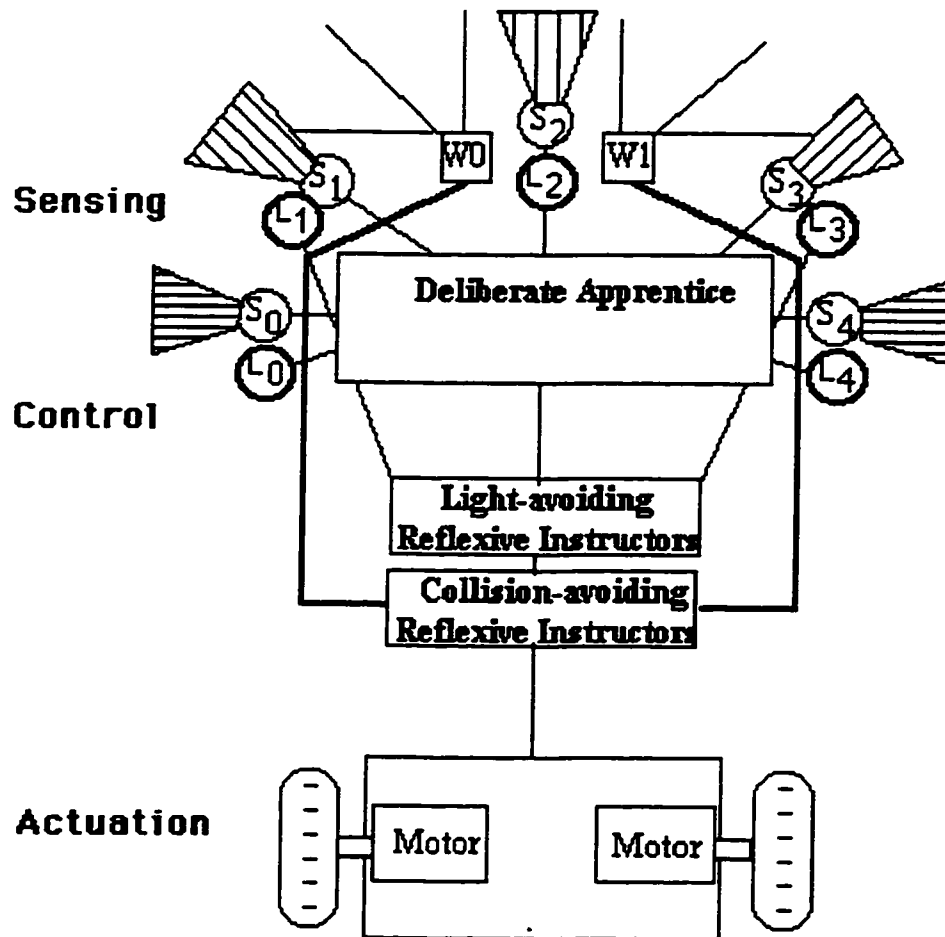 S2
W0
W1
S1
L2
S3
Sensing
L1
L3
Deliberate Apprentice
S0
S4
L0
L4
Control
Light-avoiding
Reflexive Instructors
Collision-avoiding
Reflexive Instructors
Actuation
Motor
Motor